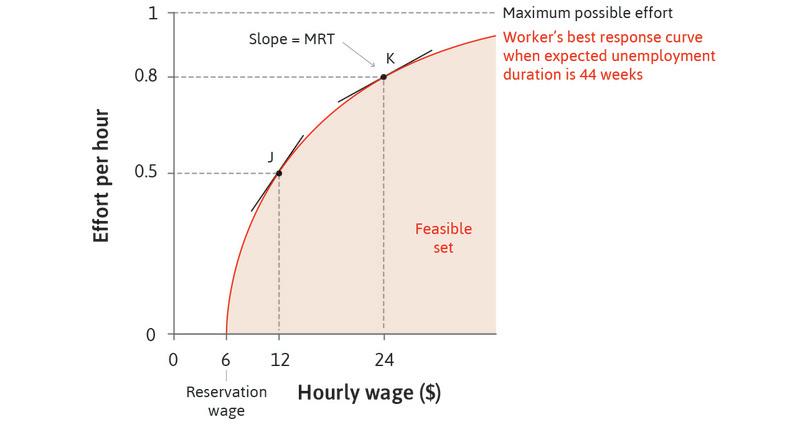 1
Maximum possible effort
Slope = MRT
K
Worker's best response curve
when expected unemployment
duration is 44 weeks
0.8
J
0.5
Effort per hour
Feasible
set
0
0
6
12
24
Reservation
wage
Hourly wage ($)